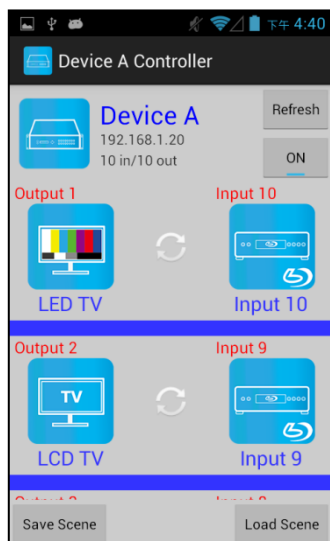 下午 4:40
Device A Controller
Device A
Refresh
192.168.1.20
10 in/10 out
ON
Output 1
Input 10
LED TV
Input 10
Output 2
Input 9
TV
LCD TV
Input 9
Save Scene
Load Scene